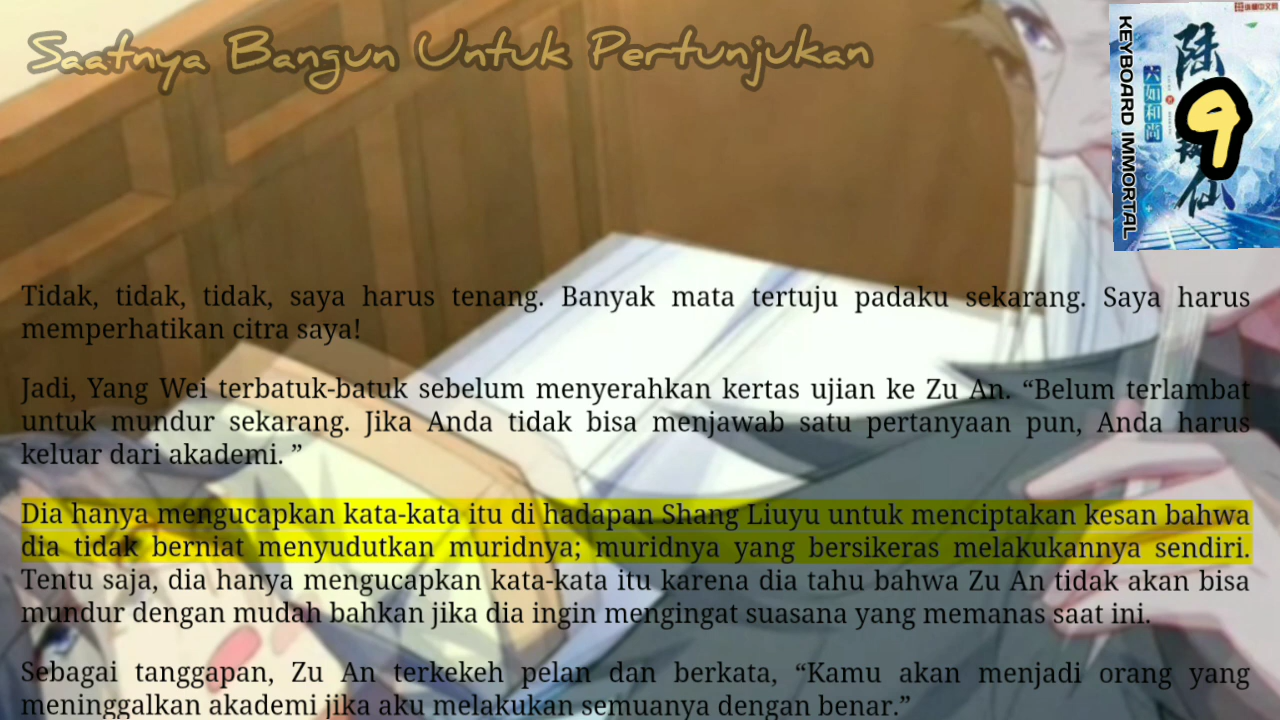 Saatnya Bangun Untuk Pertunjukan
KEYBOARD IMMORTAL
六如和尚
9
Tidak, tidak, tidak, saya harus tenang. Banyak mata tertuju padaku sekarang. Saya harus
memperhatikan citra saya!
Jadi, Yang Wei terbatuk-batuk sebelum menyerahkan kertas ujian ke Zu An. “Belum terlambat
untuk mundur sekarang. Jika Anda tidak bisa menjawab satu pertanyaan pun, Anda harus
keluar dari akademi. ”
Dia hanya mengucapkan kata-kata itu di hadapan Shang Liuyu untuk menciptakan kesan bahwa
dia tidak berniat menyudutkan muridnya; muridnya yang bersikeras melakukannya sendiri.
Tentu saja, dia hanya mengucapkan kata-kata itu karena dia tahu bahwa Zu An tidak akan bisa
mundur dengan mudah bahkan jika dia ingin mengingat suasana yang memanas saat ini.
Sebagai tanggapan, Zu An terkekeh pelan dan berkata, “Kamu akan menjadi orang yang
meninggalkan akademi jika aku melakukan semuanya dengan benar.”